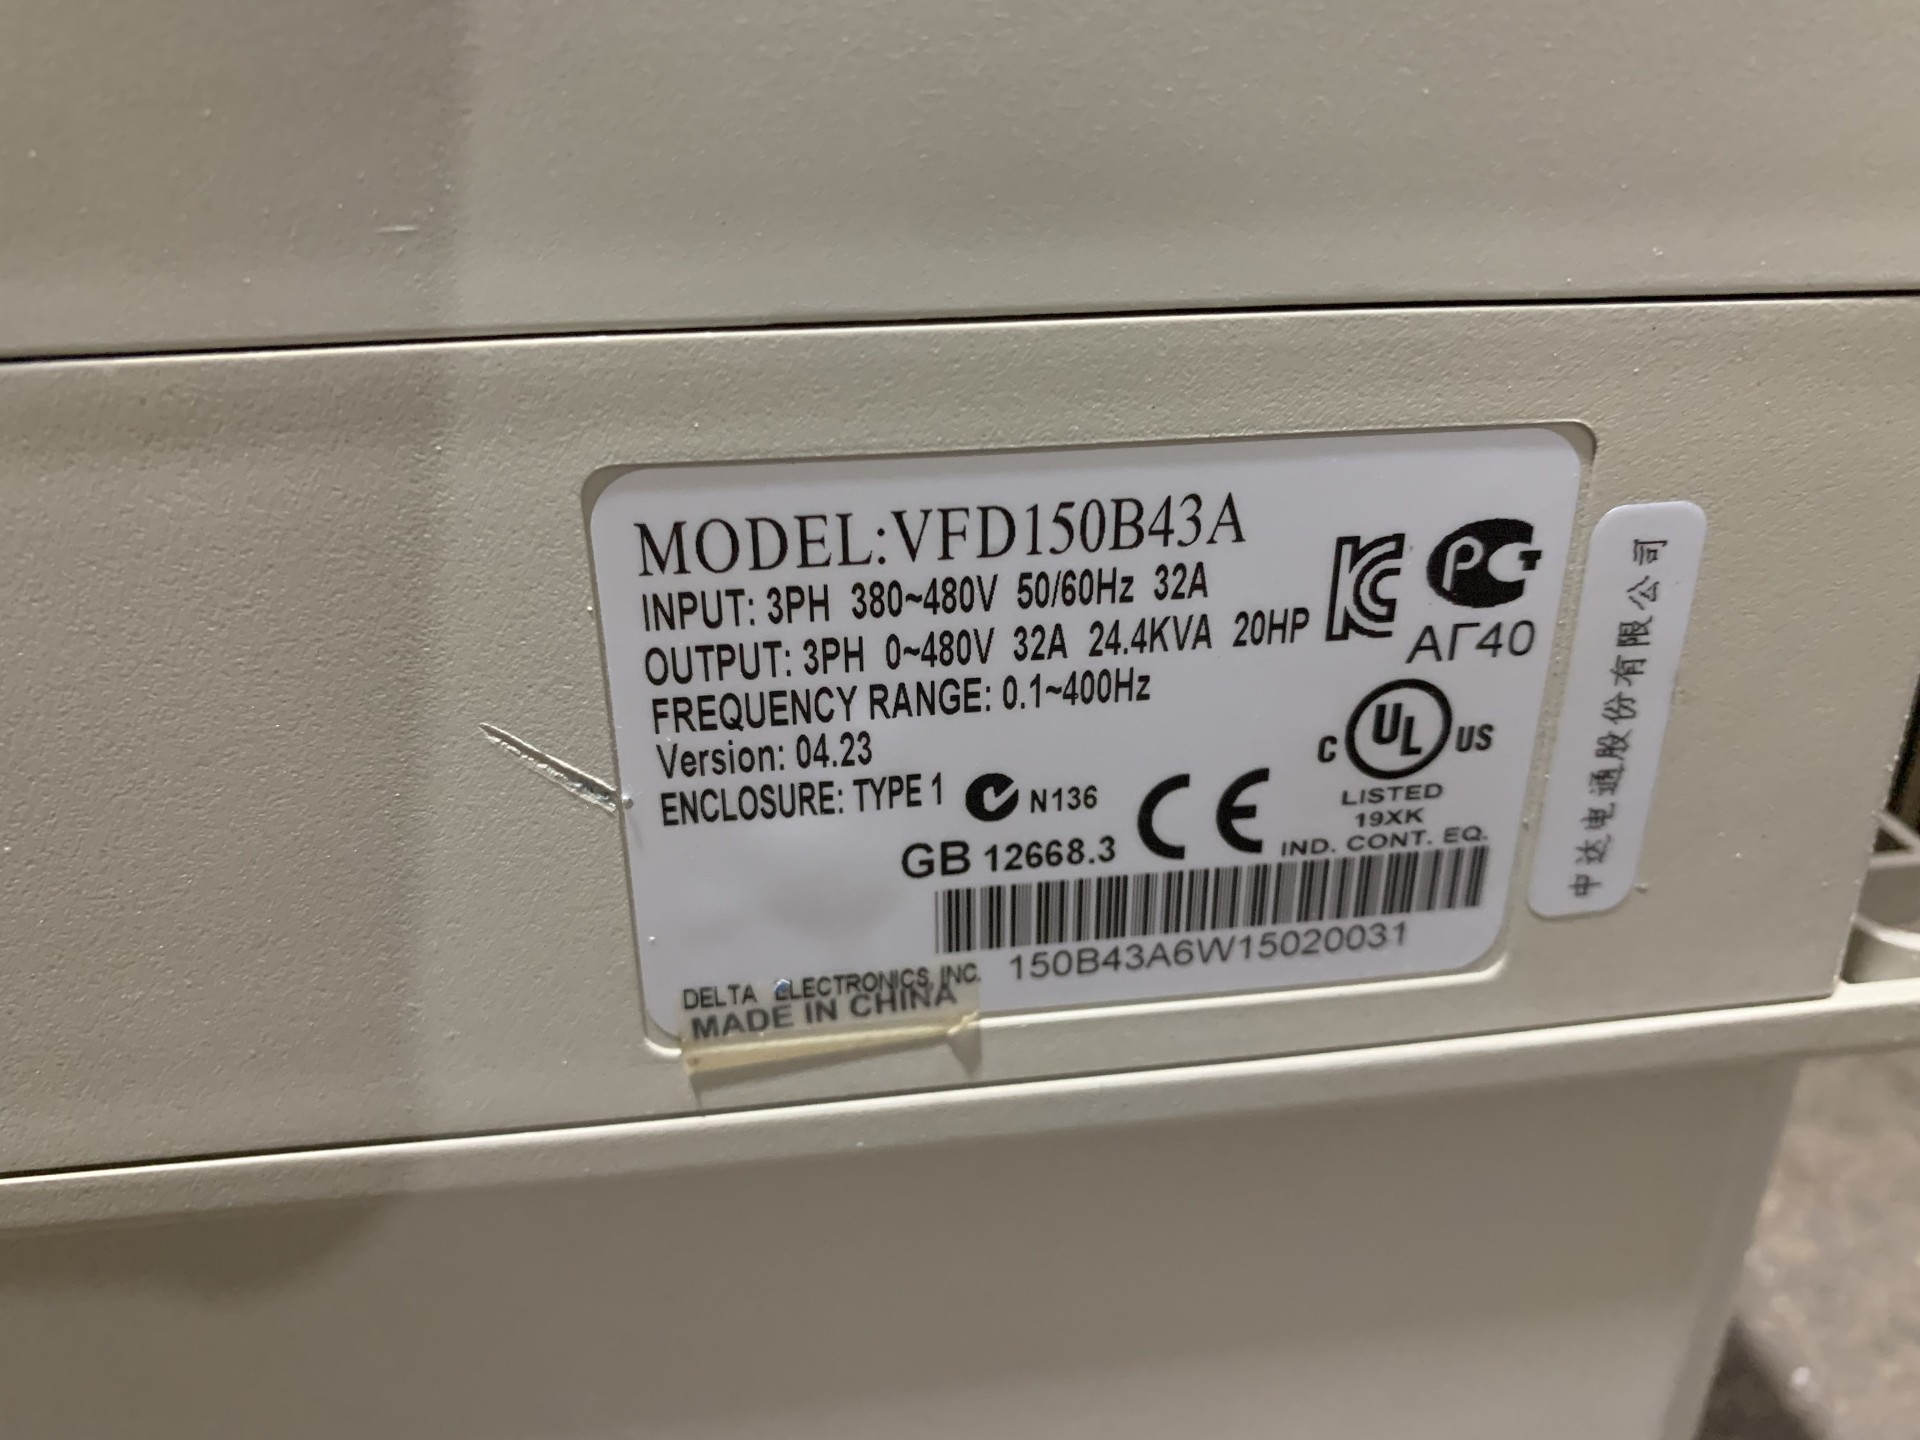 MODEL:VFD150B43A
INPUT: 3PH 380~480V 50/60Hz 32A
OUTPUT: 3PH 0~480V 32A 24.4KVA 20HP
FREQUENCY RANGE: 0.1~400Hz
Version: 04.23
ENCLOSURE: TYPE 1
N136
GB 12668.3
CE
KC
PCT
АГ40
C UL US
LISTED
19XK
IND. CONT. EQ.
150B43A6W15020031
DELTA ELECTRONICS, INC.
MADE IN CHINA
中达电通股份有限公司